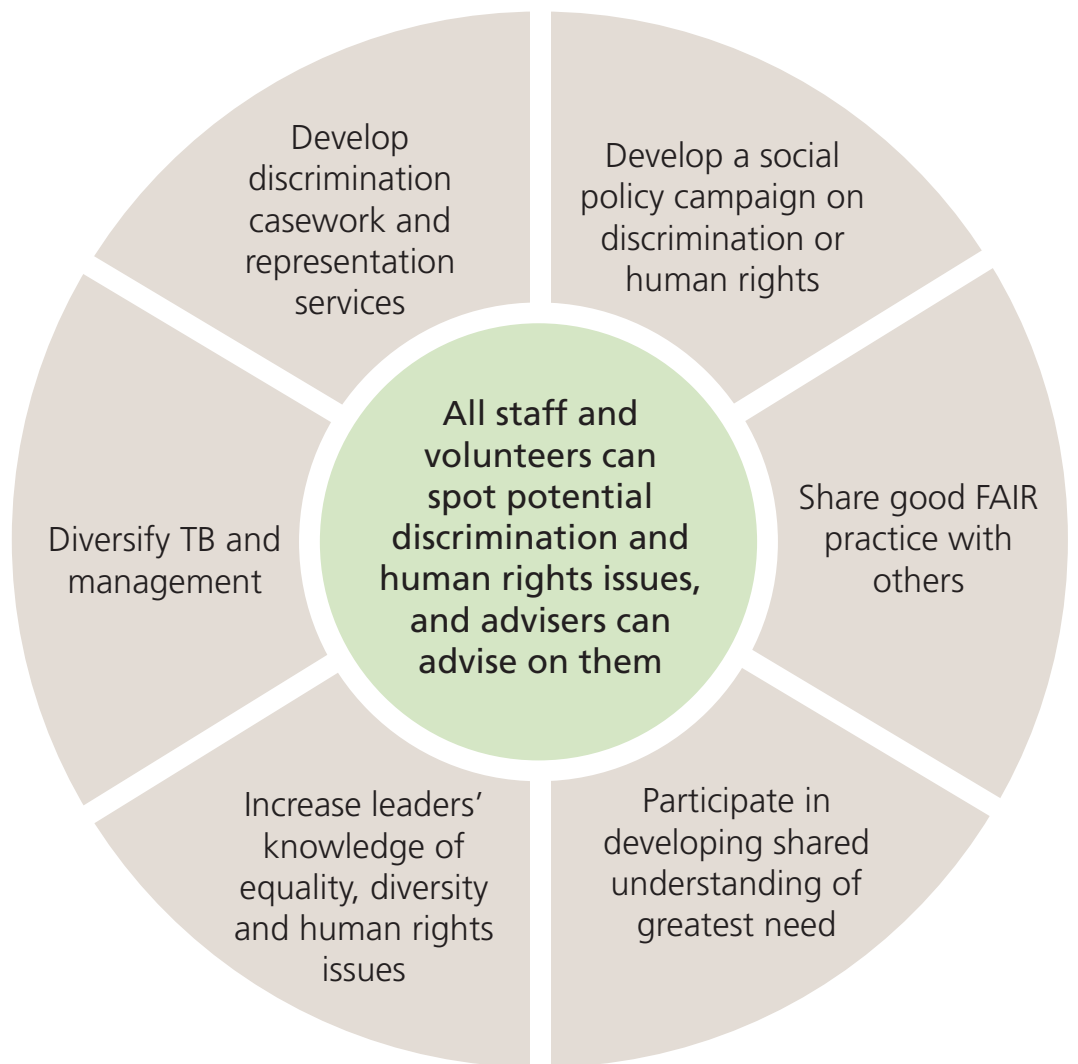 Develop
discrimination
casework and
representation
services
Develop a social
policy campaign on
discrimination or
human rights
All staff and
volunteers can
spot potential
discrimination and
human rights issues,
and advisers can
advise on them
Diversify TB and
management
Share good FAIR
practice with
others
Increase leaders’
knowledge of
equality, diversity
and human rights
issues
Participate in
developing shared
understanding of
greatest need